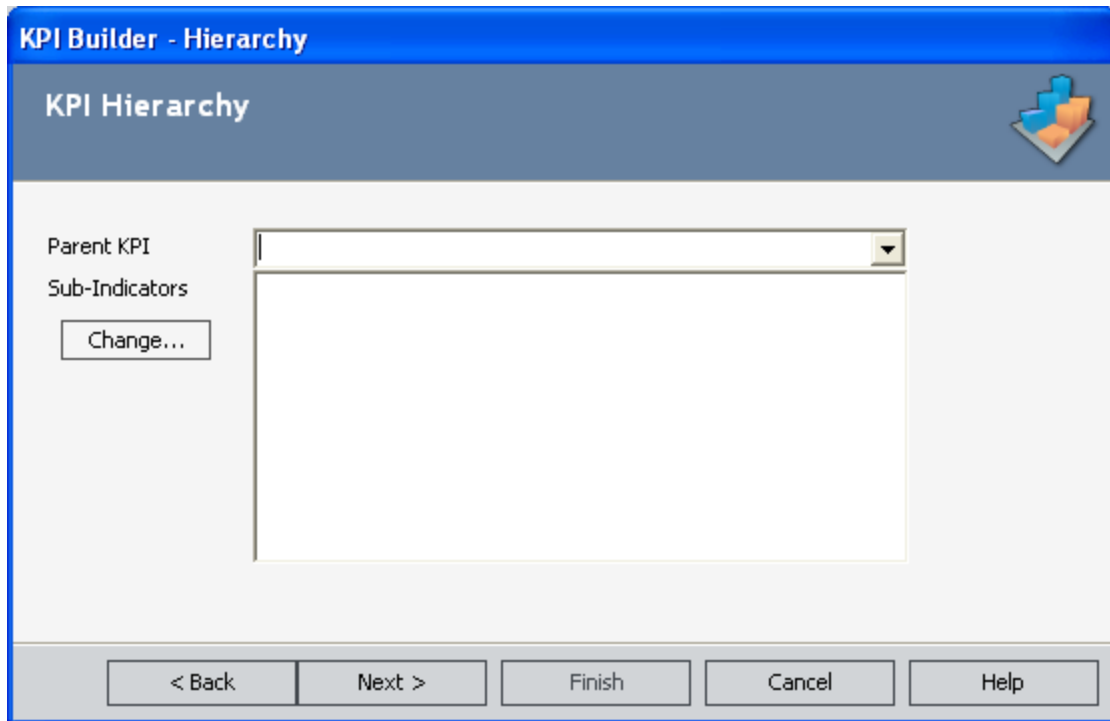 KPI Builder - Hierarchy
KPI Hierarchy
Parent KPI
Sub-Indicators
Change...
< Back Next > Finish Cancel Help